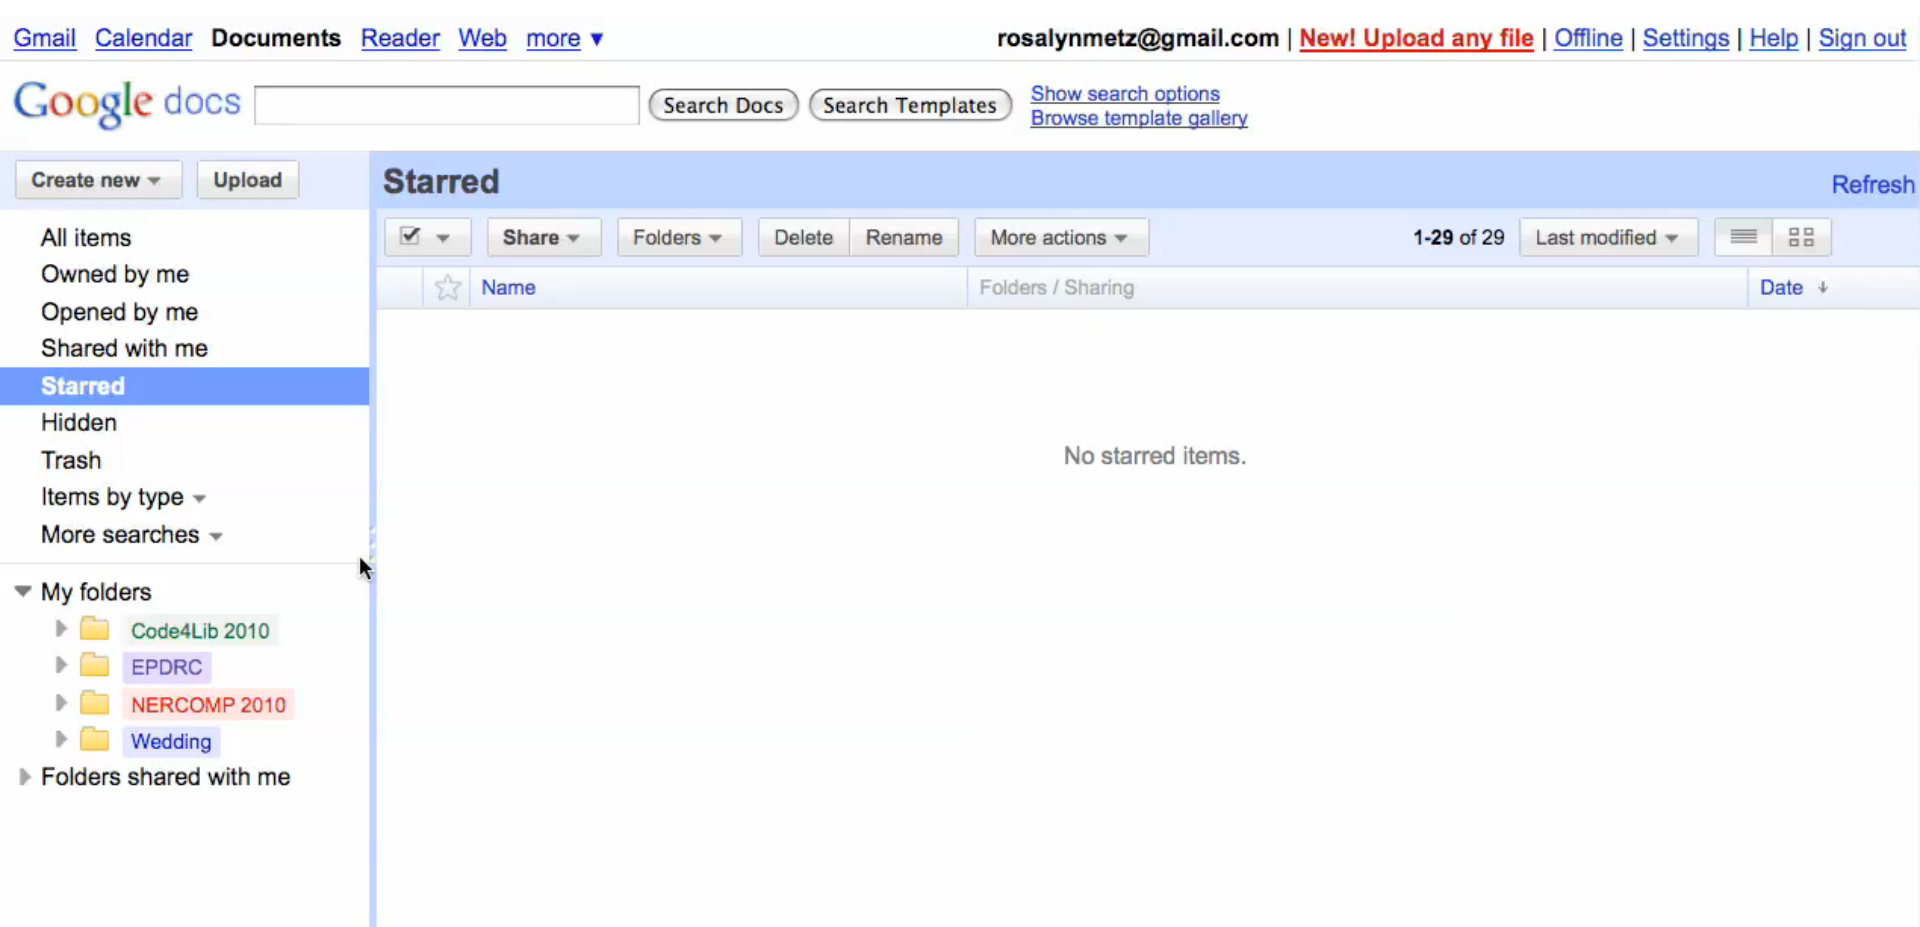 Gmail Calendar Documents Reader Web more ▼ rosalynmetz@gmail.com | New! Upload any file | Offline | Settings | Help | Sign out
Google docs Search Docs Search Templates Show search options
Browse template gallery
Create new Upload Starred Refresh
Share Folders Delete Rename More actions 1-29 of 29 Last modified
Name Folders / Sharing Date
All items
Owned by me
Opened by me
Shared with me
Starred
Hidden
Trash
Items by type
More searches
No starred items.
My folders
Code4Lib 2010
EPDRC
NERCOMP 2010
Wedding
Folders shared with me